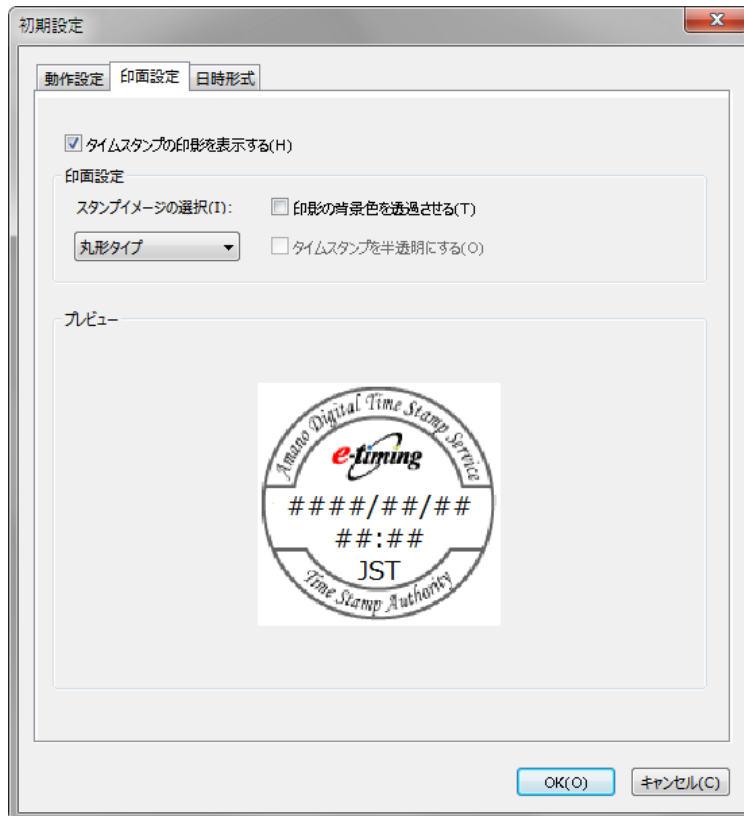 初期設定
動作設定 印面設定 日時形式
タイムスタンプの印影を表示する(H)
印面設定
スタンプイメージの選択(I): 印影の背景色を透過させる(T)
丸形タイプ タイムスタンプを半透明にする(O)
プレビュー
Amano Digital Time Stamp Service
e-timing
####/##/##
##:##
JST
Time Stamp Authority
OK(O) キャンセル(C)